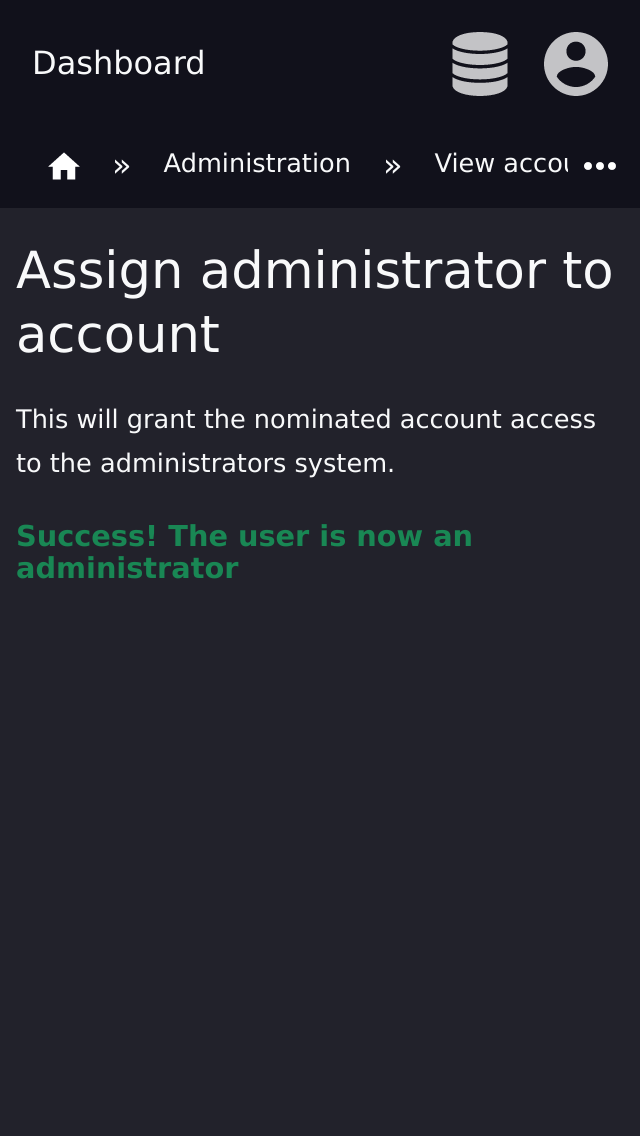 Dashboard
» Administration » View accou
Assign administrator to
account
This will grant the nominated account access
to the administrators system.
Success! The user is now an
administrator